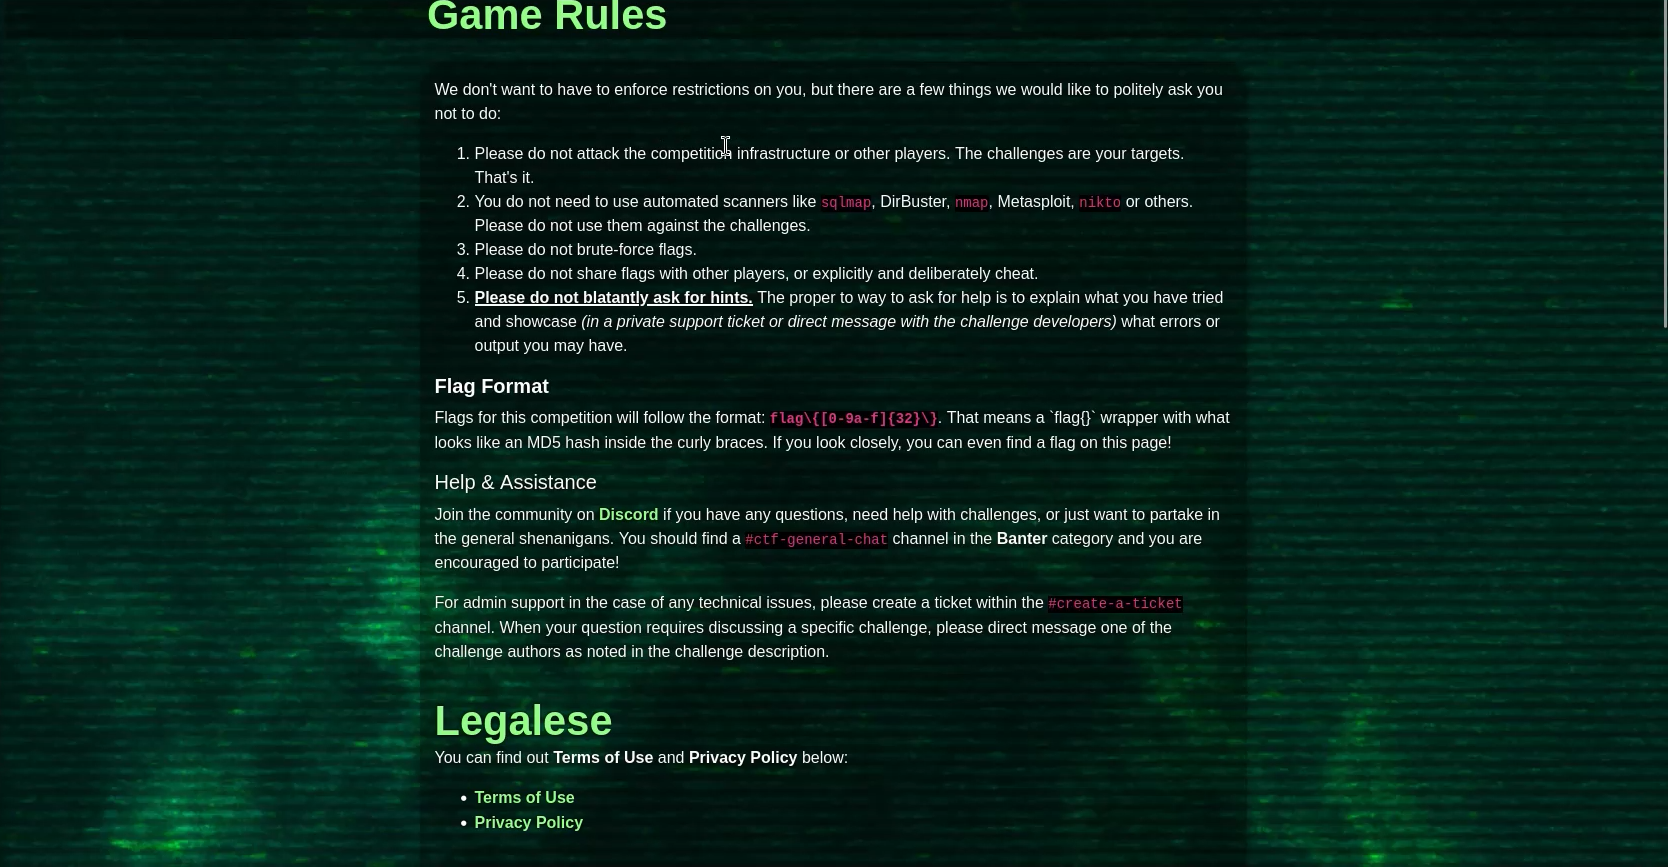 Game Rules
We don't want to have to enforce restrictions on you, but there are a few things we would like to politely ask you
not to do:
1. Please do not attack the competition infrastructure or other players. The challenges are your targets.
That's it.
2. You do not need to use automated scanners like sqlmap, DirBuster, nmap, Metasploit, nikto or others.
Please do not use them against the challenges.
3. Please do not brute-force flags.
4. Please do not share flags with other players, or explicitly and deliberately cheat.
5. Please do not blatantly ask for hints. The proper to way to ask for help is to explain what you have tried
and showcase (in a private support ticket or direct message with the challenge developers) what errors or
output you may have.
Flag Format
Flags for this competition will follow the format: flag\{[0-9a-f]{32}\}. That means a `flag{}` wrapper with what
looks like an MD5 hash inside the curly braces. If you look closely, you can even find a flag on this page!
Help & Assistance
Join the community on Discord if you have any questions, need help with challenges, or just want to partake in
the general shenanigans. You should find a #ctf-general-chat channel in the Banter category and you are
encouraged to participate!
For admin support in the case of any technical issues, please create a ticket within the #create-a-ticket
channel. When your question requires discussing a specific challenge, please direct message one of the
challenge authors as noted in the challenge description.
Legalese
You can find out Terms of Use and Privacy Policy below:
• Terms of Use
• Privacy Policy